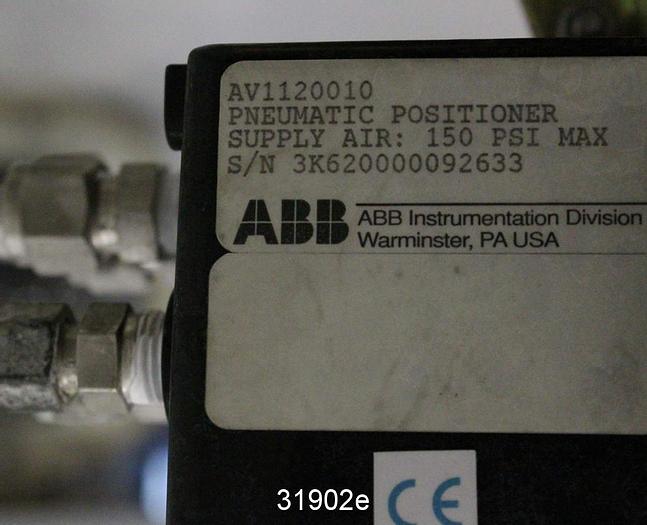 AV1120010
PNEUMATIC POSITIONER
SUPPLY AIR: 150 PSI MAX
S/N 3K620000092633
ABB ABB Instrumentation Division
Warminster, PA USA
CE
31902e